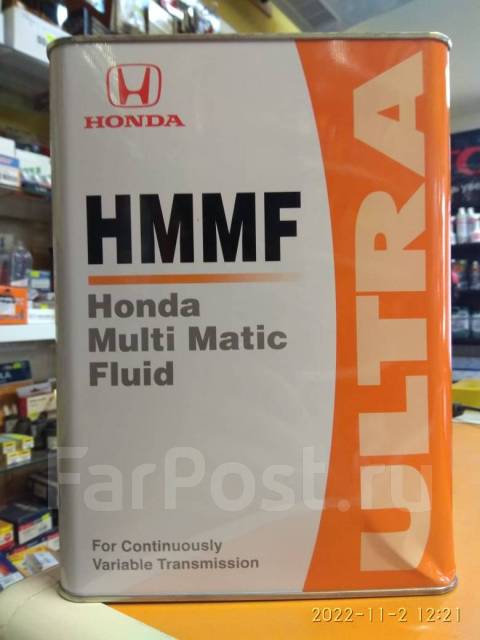 HONDA
HMMF
Honda
Multi Matic
Fluid
For Continuously
Variable Transmission
ULTRA
FarPost.ru
2022-11-2 12:21